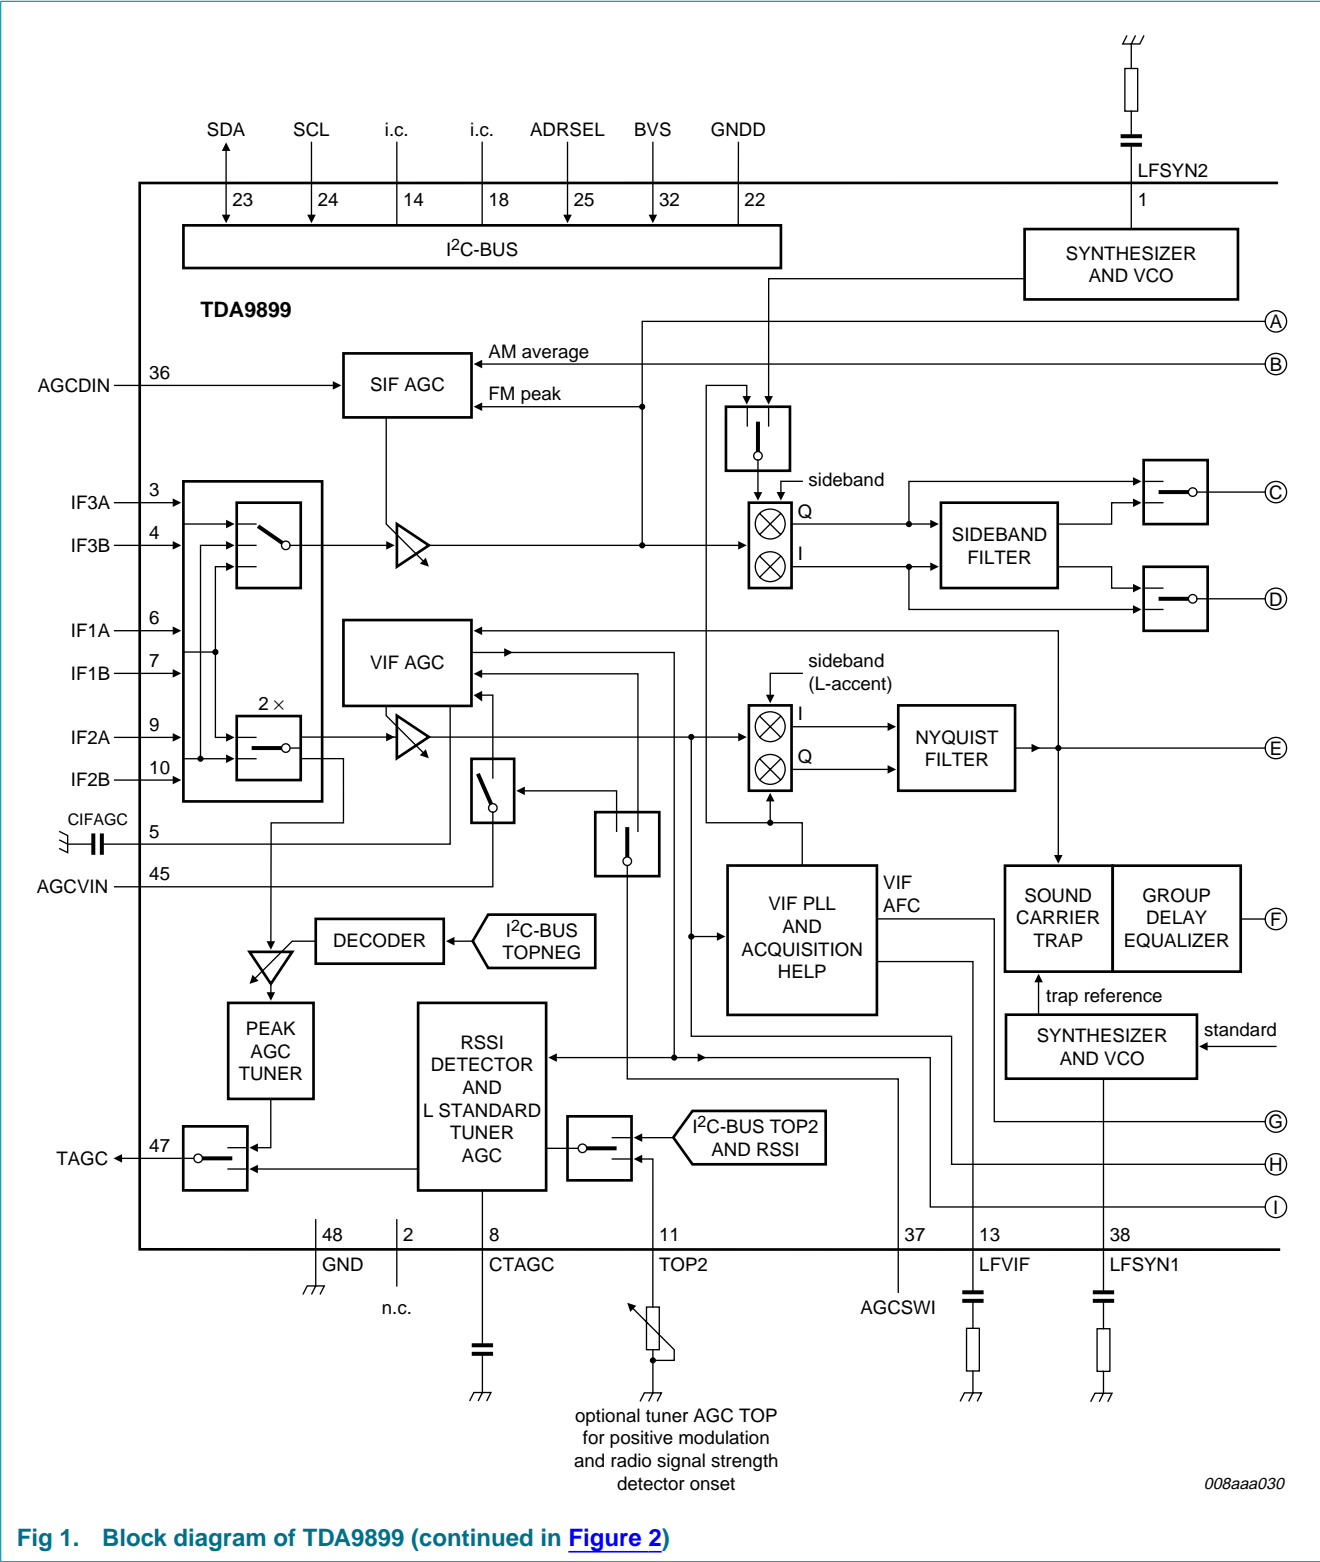 LFSYN2
SDA SCL i.c. i.c. ADRSEL BVS GNDD
23 24 14 18 25 32 22 1
I2C-BUS
SYNTHESIZER
AND VCO
TDA9899
A
AM average
B
AGCDIN 36
SIF AGC
FM peak
sideband
C
IF3A 3
Q
IF3B 4
SIDEBAND
FILTER
I
D
IF1A 6
IF1B 7
VIF AGC
sideband
(L-accent)
2 ×
I
IF2A 9
NYQUIST
FILTER
E
Q
IF2B 10
CIFAGC
5
AGCVIN 45
VIF PLL
AND
ACQUISITION
HELP
VIF
AFC
SOUND
CARRIER
TRAP
GROUP
DELAY
EQUALIZER
F
DECODER
I2C-BUS
TOPNEG
trap reference
PEAK
AGC
TUNER
RSSI
DETECTOR
AND
L STANDARD
TUNER
AGC
SYNTHESIZER
AND VCO
standard
I2C-BUS TOP2
AND RSSI
G
TAGC 47
H
I
48 2 8 11 37 13 38
GND CTAGC TOP2 LFVIF LFSYN1
n.c.
AGCSWI
optional tuner AGC TOP
for positive modulation
and radio signal strength
detector onset
008aaa030
Fig 1. Block diagram of TDA9899 (continued in Figure 2)